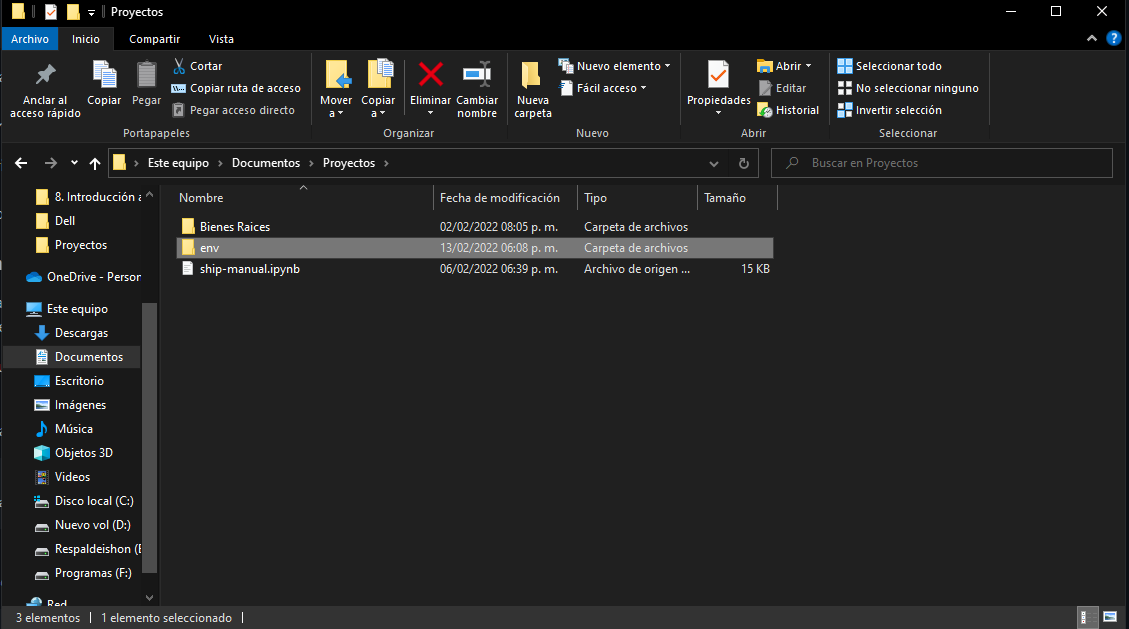 Proyectos
Archivo Inicio Compartir Vista
Anclar al acceso rápido
Copiar
Pegar
Cortar
Copiar ruta de acceso
Pegar acceso directo
Portapapeles
Mover a
Copiar a
Eliminar
Cambiar nombre
Organizar
Nueva carpeta
Nuevo elemento
Fácil acceso
Nuevo
Propiedades
Abrir
Editar
Historial
Abrir
Seleccionar todo
No seleccionar ninguno
Invertir selección
Seleccionar
Este equipo > Documentos > Proyectos >
Buscar en Proyectos
8. Introducción a
Dell
Proyectos
OneDrive - Person
Este equipo
Descargas
Documentos
Escritorio
Imágenes
Música
Objetos 3D
Videos
Disco local (C:)
Nuevo vol (D:)
Respaldeishon (E
Programas (F:)
Red
Nombre Fecha de modificación Tipo Tamaño
Bienes Raices 02/02/2022 08:05 p. m. Carpeta de archivos
env 13/02/2022 06:08 p. m. Carpeta de archivos
ship-manual.ipynb 06/02/2022 06:39 p. m. Archivo de origen ... 15 KB
3 elementos 1 elemento seleccionado